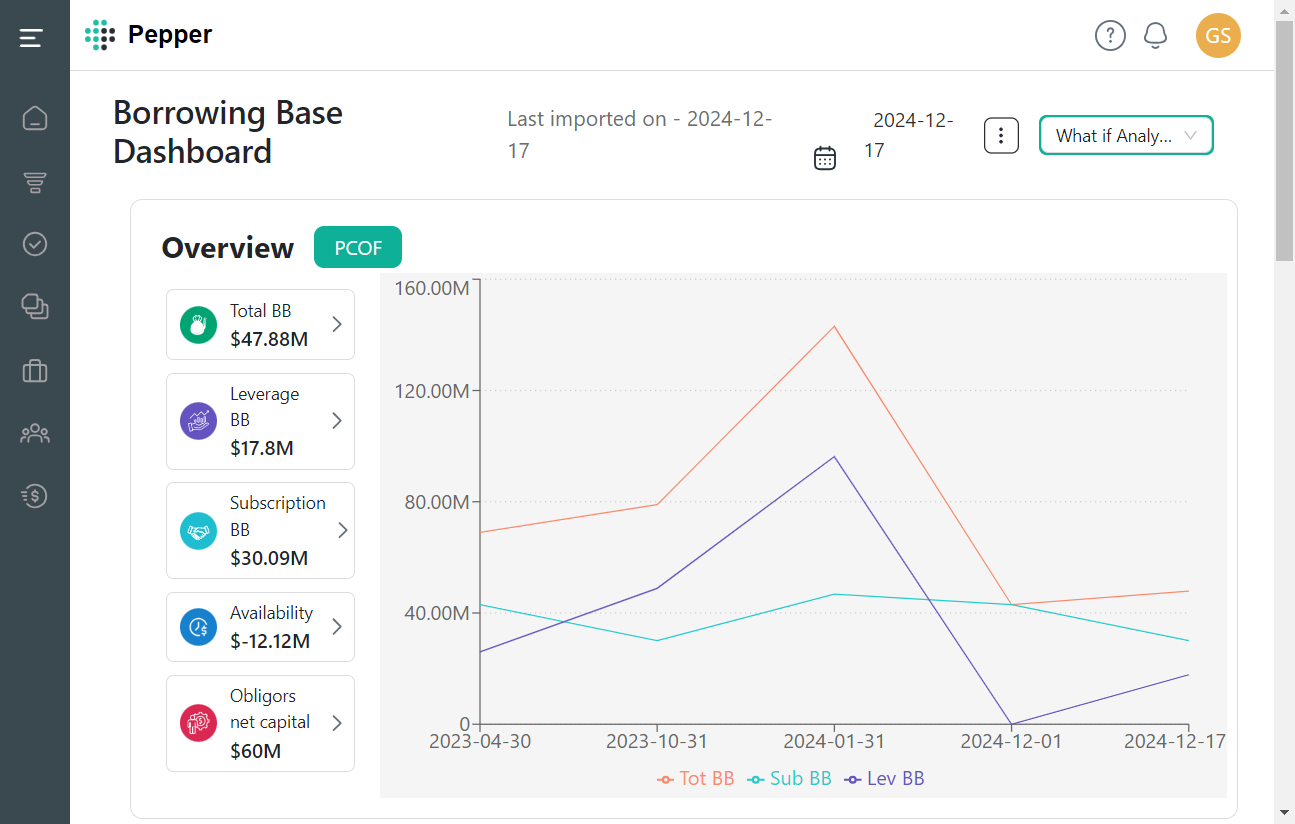 Pepper
?
GS
Borrowing Base
Dashboard
Last imported on - 2024-12-
17
2024-12-
17
What if Analy...
Overview
PCOF
Total BB
$47.88M
Leverage
BB
$17.8M
Subscription
BB
$30.09M
Availability
$-12.12M
Obligors
net capital
$60M
160.00M
120.00M
80.00M
40.00M
0
2023-04-30
2023-10-31
2024-01-31
2024-12-01
2024-12-17
Tot BB
Sub BB
Lev BB